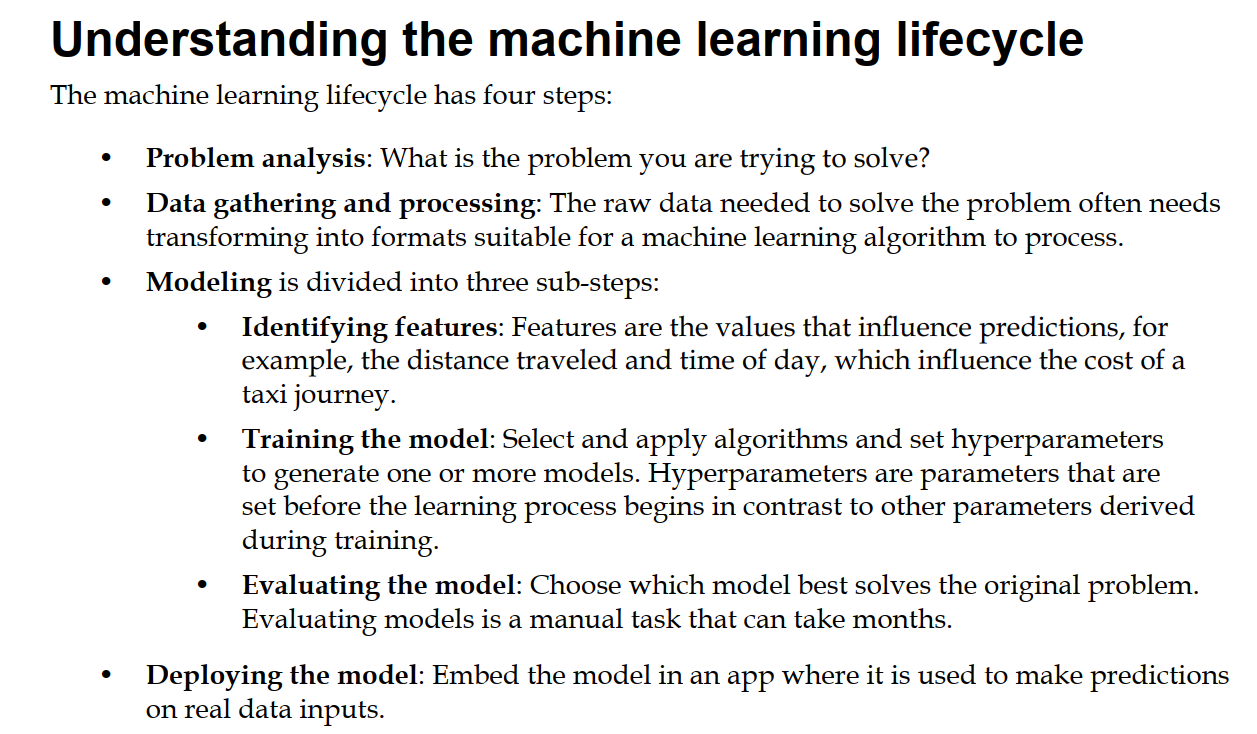 Understanding the machine learning lifecycle
The machine learning lifecycle has four steps:
• Problem analysis: What is the problem you are trying to solve?
• Data gathering and processing: The raw data needed to solve the problem often needs
transforming into formats suitable for a machine learning algorithm to process.
• Modeling is divided into three sub-steps:
• Identifying features: Features are the values that influence predictions, for
example, the distance traveled and time of day, which influence the cost of a
taxi journey.
• Training the model: Select and apply algorithms and set hyperparameters
to generate one or more models. Hyperparameters are parameters that are
set before the learning process begins in contrast to other parameters derived
during training.
• Evaluating the model: Choose which model best solves the original problem.
Evaluating models is a manual task that can take months.
• Deploying the model: Embed the model in an app where it is used to make predictions
on real data inputs.